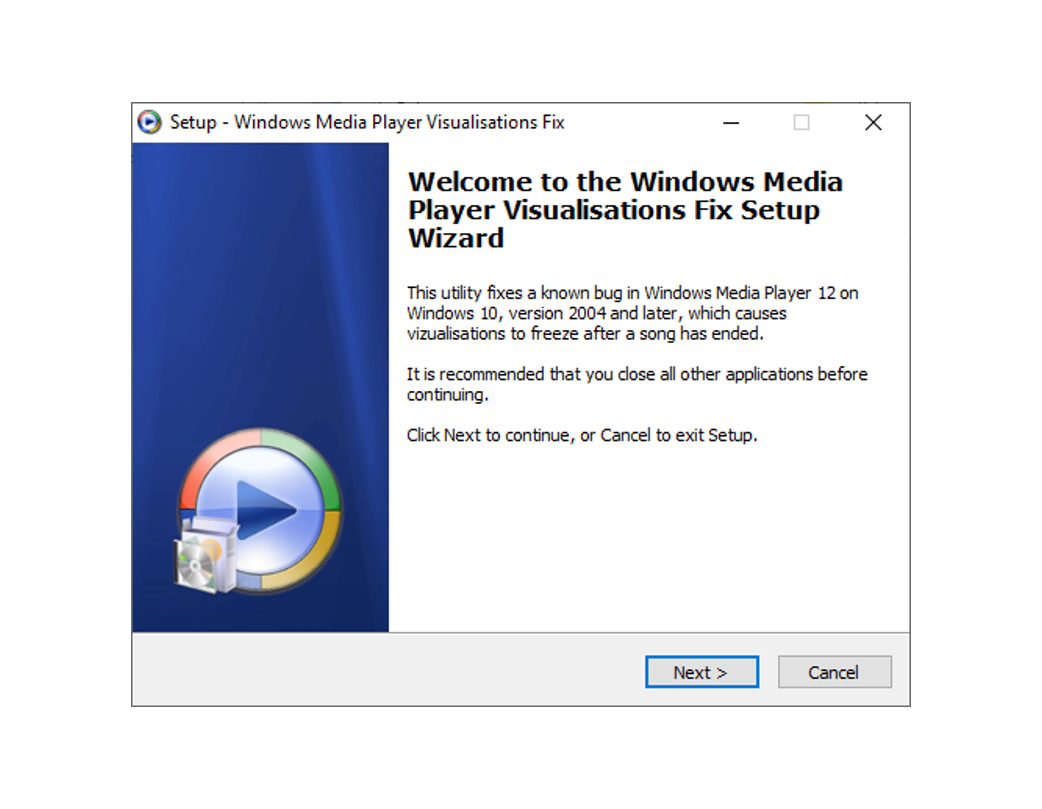 Setup - Windows Media Player Visualisations Fix
Welcome to the Windows Media
Player Visualisations Fix Setup
Wizard
This utility fixes a known bug in Windows Media Player 12 on
Windows 10, version 2004 and later, which causes
vizualisations to freeze after a song has ended.
It is recommended that you close all other applications before
continuing.
Click Next to continue, or Cancel to exit Setup.
Next >
Cancel